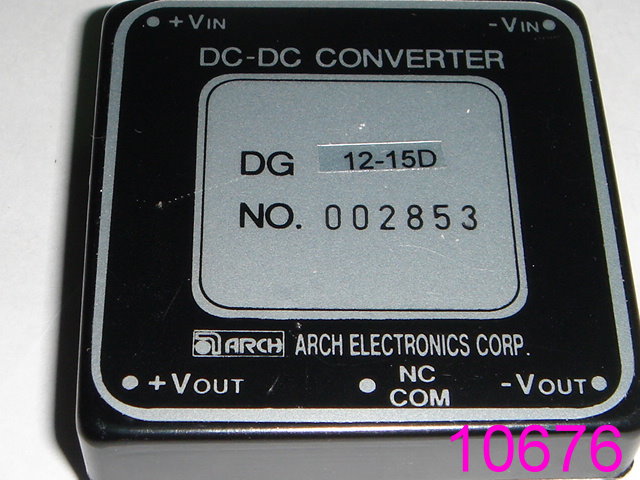 +VIN -VIN
DC-DC CONVERTER
DG 12-15D
NO. 002853
ARCH ARCH ELECTRONICS CORP.
+VOUT NC COM -VOUT
10676